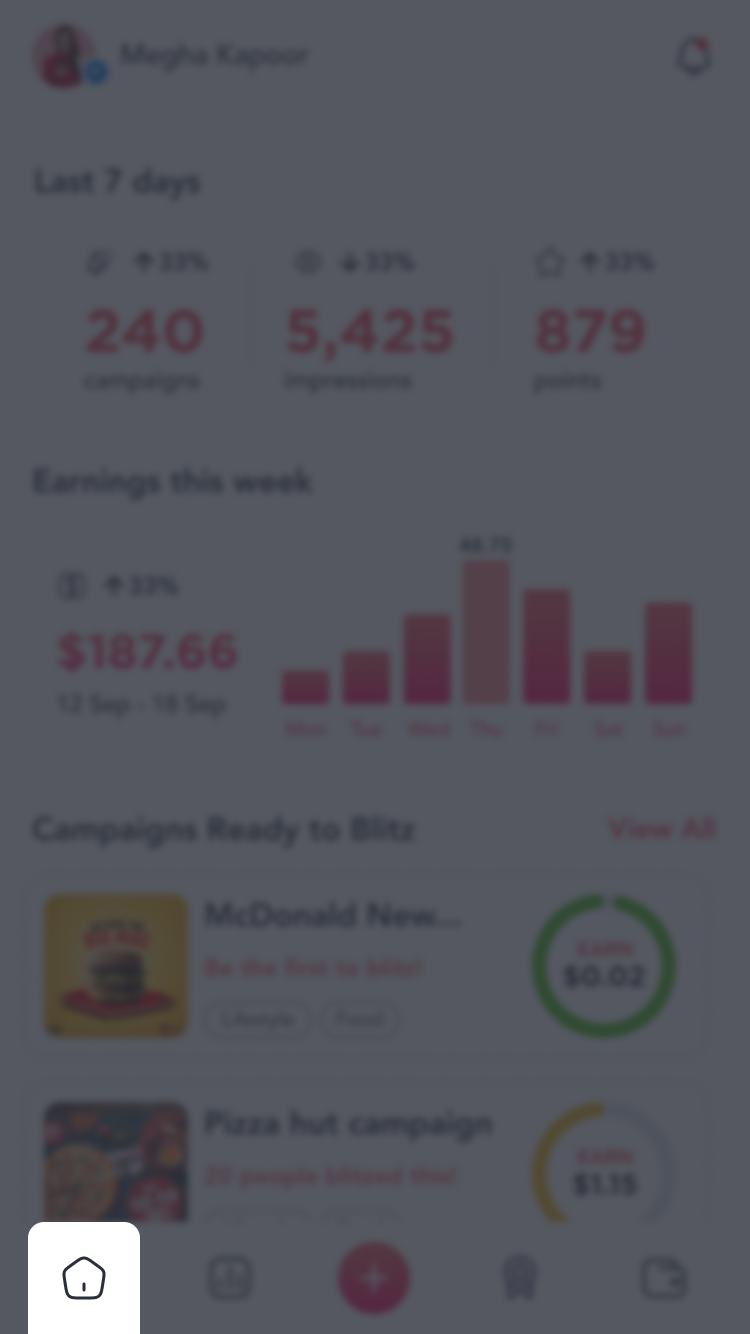 Megha Kapoor
Last 7 days
33% 33% 33%
240 5,425 879
campaigns impressions points
Earnings this week
48.75
33%
$187.66
12 Sep - 18 Sep
Mon Tue Wed Thu Fri Sat Sun
Campaigns Ready to Blitz View All
McDonald New...
Be the first to blitz!
Lifestyle Food
EARN
$0.02
Pizza hut campaign
20 people blitzed this!
EARN
$1.15